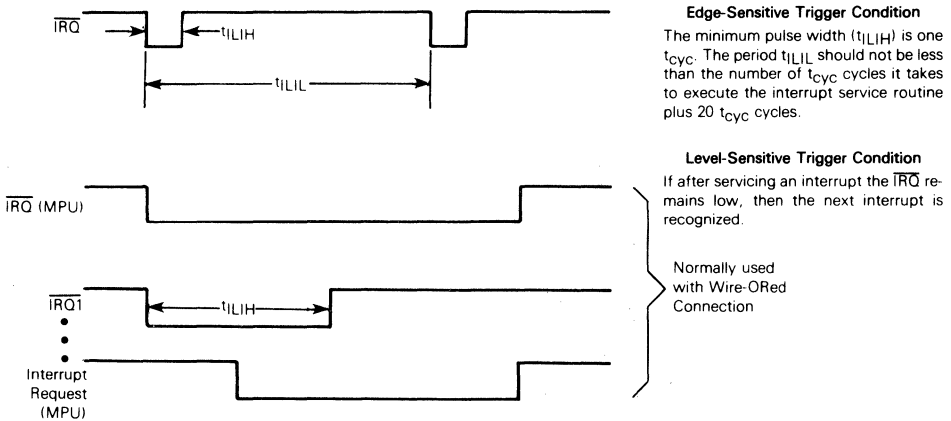 IRQ
tILIH
tILIL
Edge-Sensitive Trigger Condition
The minimum pulse width (tILIH) is one
tcyc. The period tILIL should not be less
than the number of tcyc cycles it takes
to execute the interrupt service routine
plus 20 tcyc cycles.
Level-Sensitive Trigger Condition
If after servicing an interrupt the IRQ re-
mains low, then the next interrupt is
recognized.
IRQ (MPU)
IRQ1
tILIH
Interrupt
Request
(MPU)
Normally used
with Wire-ORed
Connection